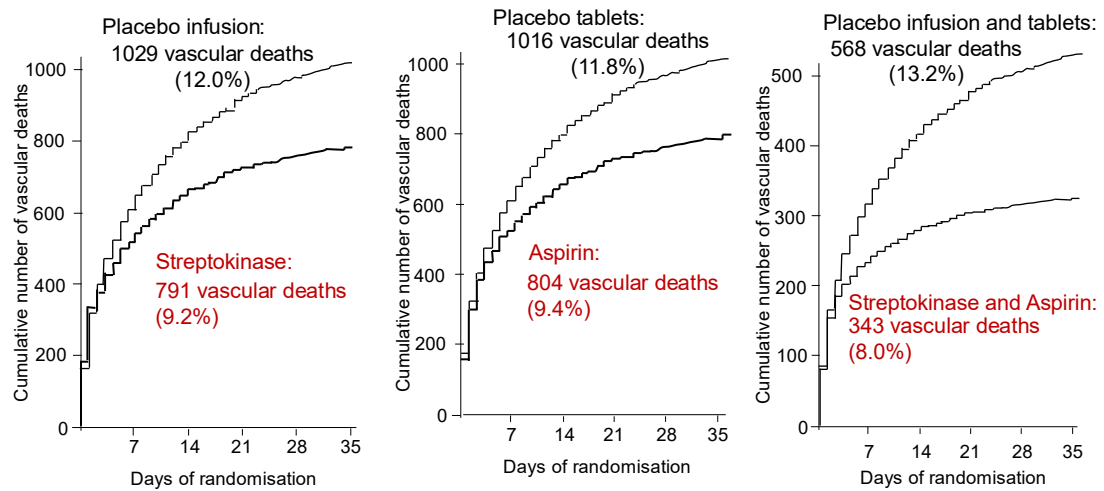 Placebo infusion:
1029 vascular deaths
(12.0%)
Cumulative number of vascular deaths
1000
800
600
400
200
0
Streptokinase:
791 vascular deaths
(9.2%)
7 14 21 28 35
Days of randomisation
Placebo tablets:
1016 vascular deaths
(11.8%)
Cumulative number of vascular deaths
1000
800
600
400
200
0
Aspirin:
804 vascular deaths
(9.4%)
7 14 21 28 35
Days of randomisation
Placebo infusion and tablets:
568 vascular deaths
(13.2%)
Cumulative number of vascular deaths
500
400
300
200
100
0
Streptokinase and Aspirin:
343 vascular deaths
(8.0%)
7 14 21 28 35
Days of randomisation